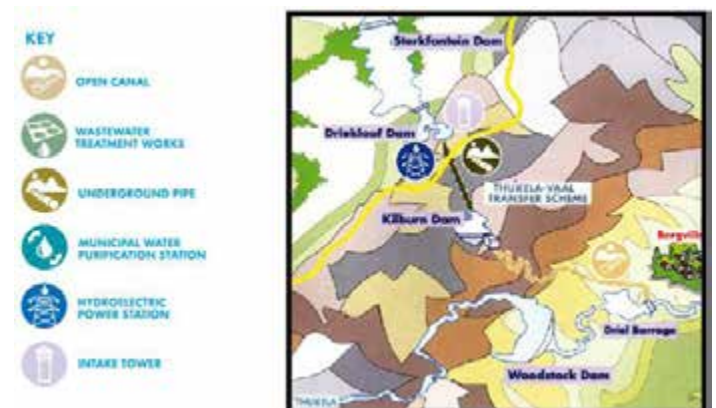 KEY
OPEN CANAL
WASTEWATER
TREATMENT WORKS
UNDERGROUND PIPE
MUNICIPAL WATER
PURIFICATION STATION
HYDROELECTRIC
POWER STATION
INTAKE TOWER
Sterkfontein Dam
Driekloof Dam
THUKELA-VAAL
TRANSFER SCHEME
Kilburn Dam
Bergville
Driel Barrage
Woodstock Dam
THUKELA